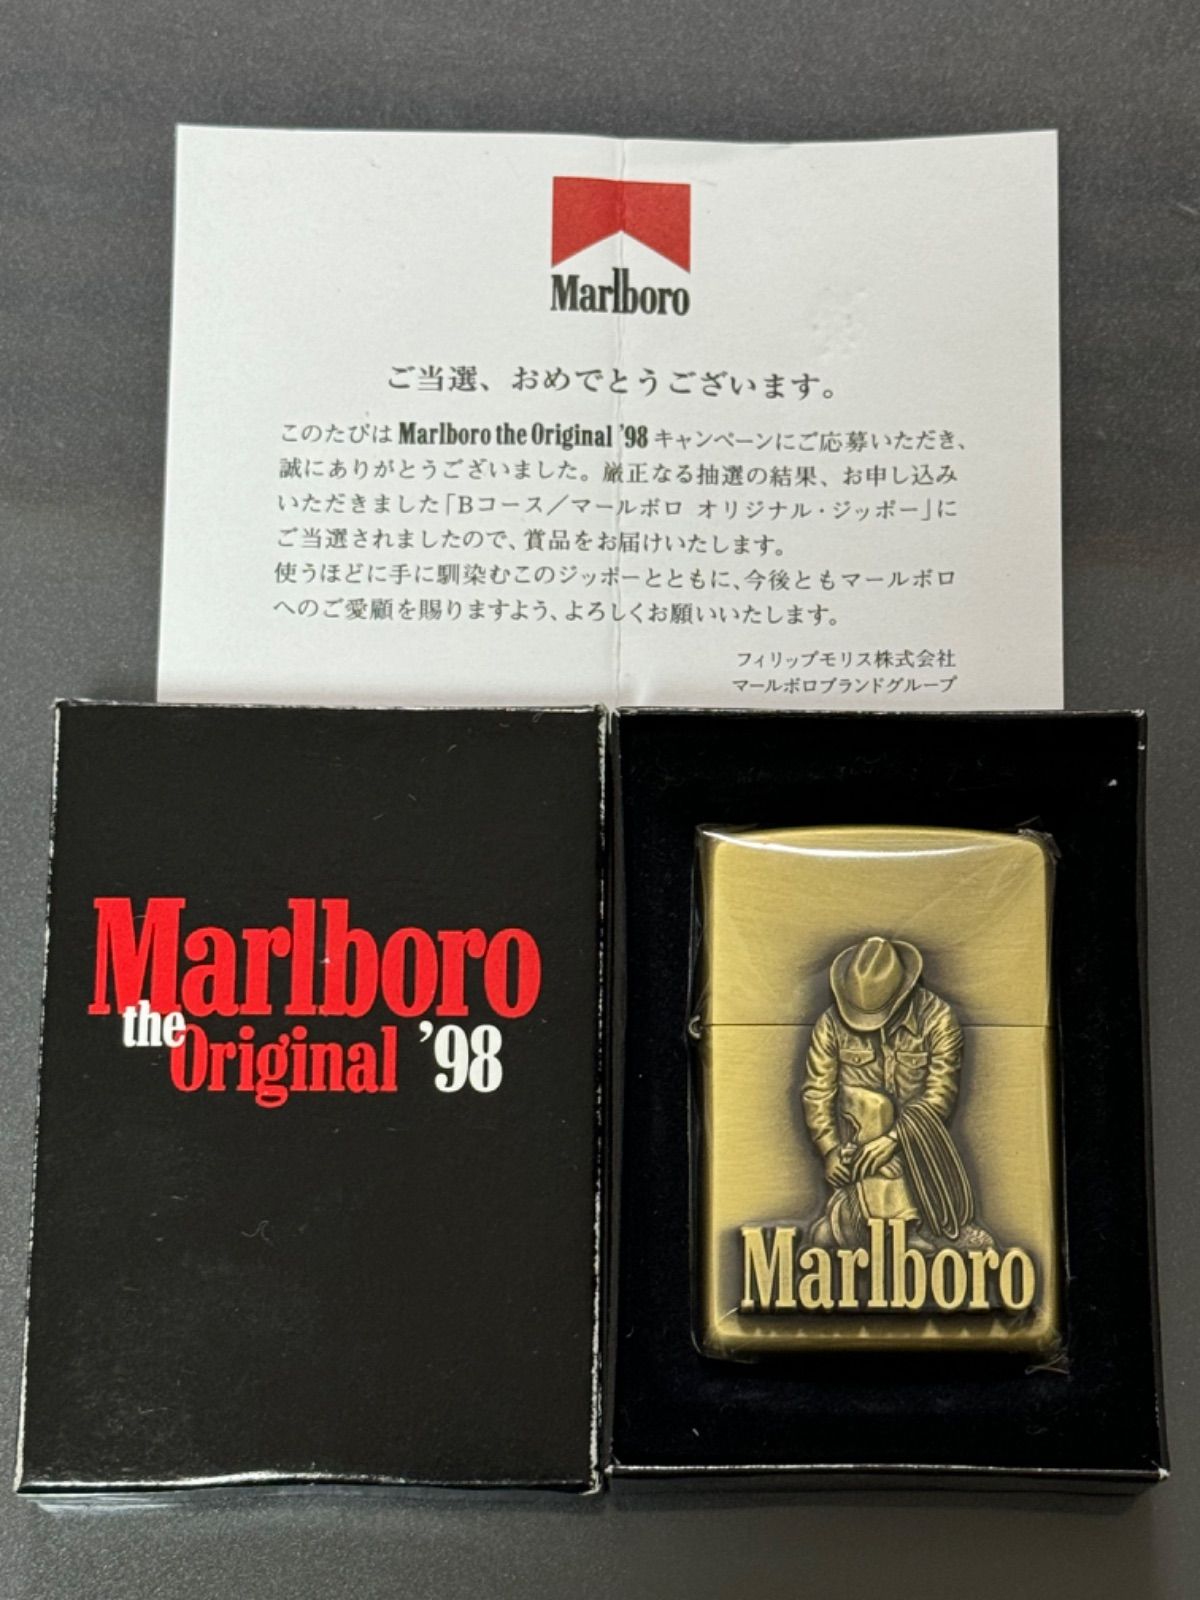 Marlboro
ご当選、おめでとうございます。
このたびは Marlboro the Original ’98 キャンペーンにご応募いただき、
誠にありがとうございました。厳正なる抽選の結果、お申し込み
いただきました「Bコース／マールボロ オリジナル・ジッポー」に
ご当選されましたので、賞品をお届けいたします。
使うほどに手に馴染むこのジッポーとともに、今後ともマールボロ
へのご愛顧を賜りますよう、よろしくお願いいたします。
フィリップモリス株式会社
マールボロブランドグループ
Marlboro
the
Original ’98
Marlboro